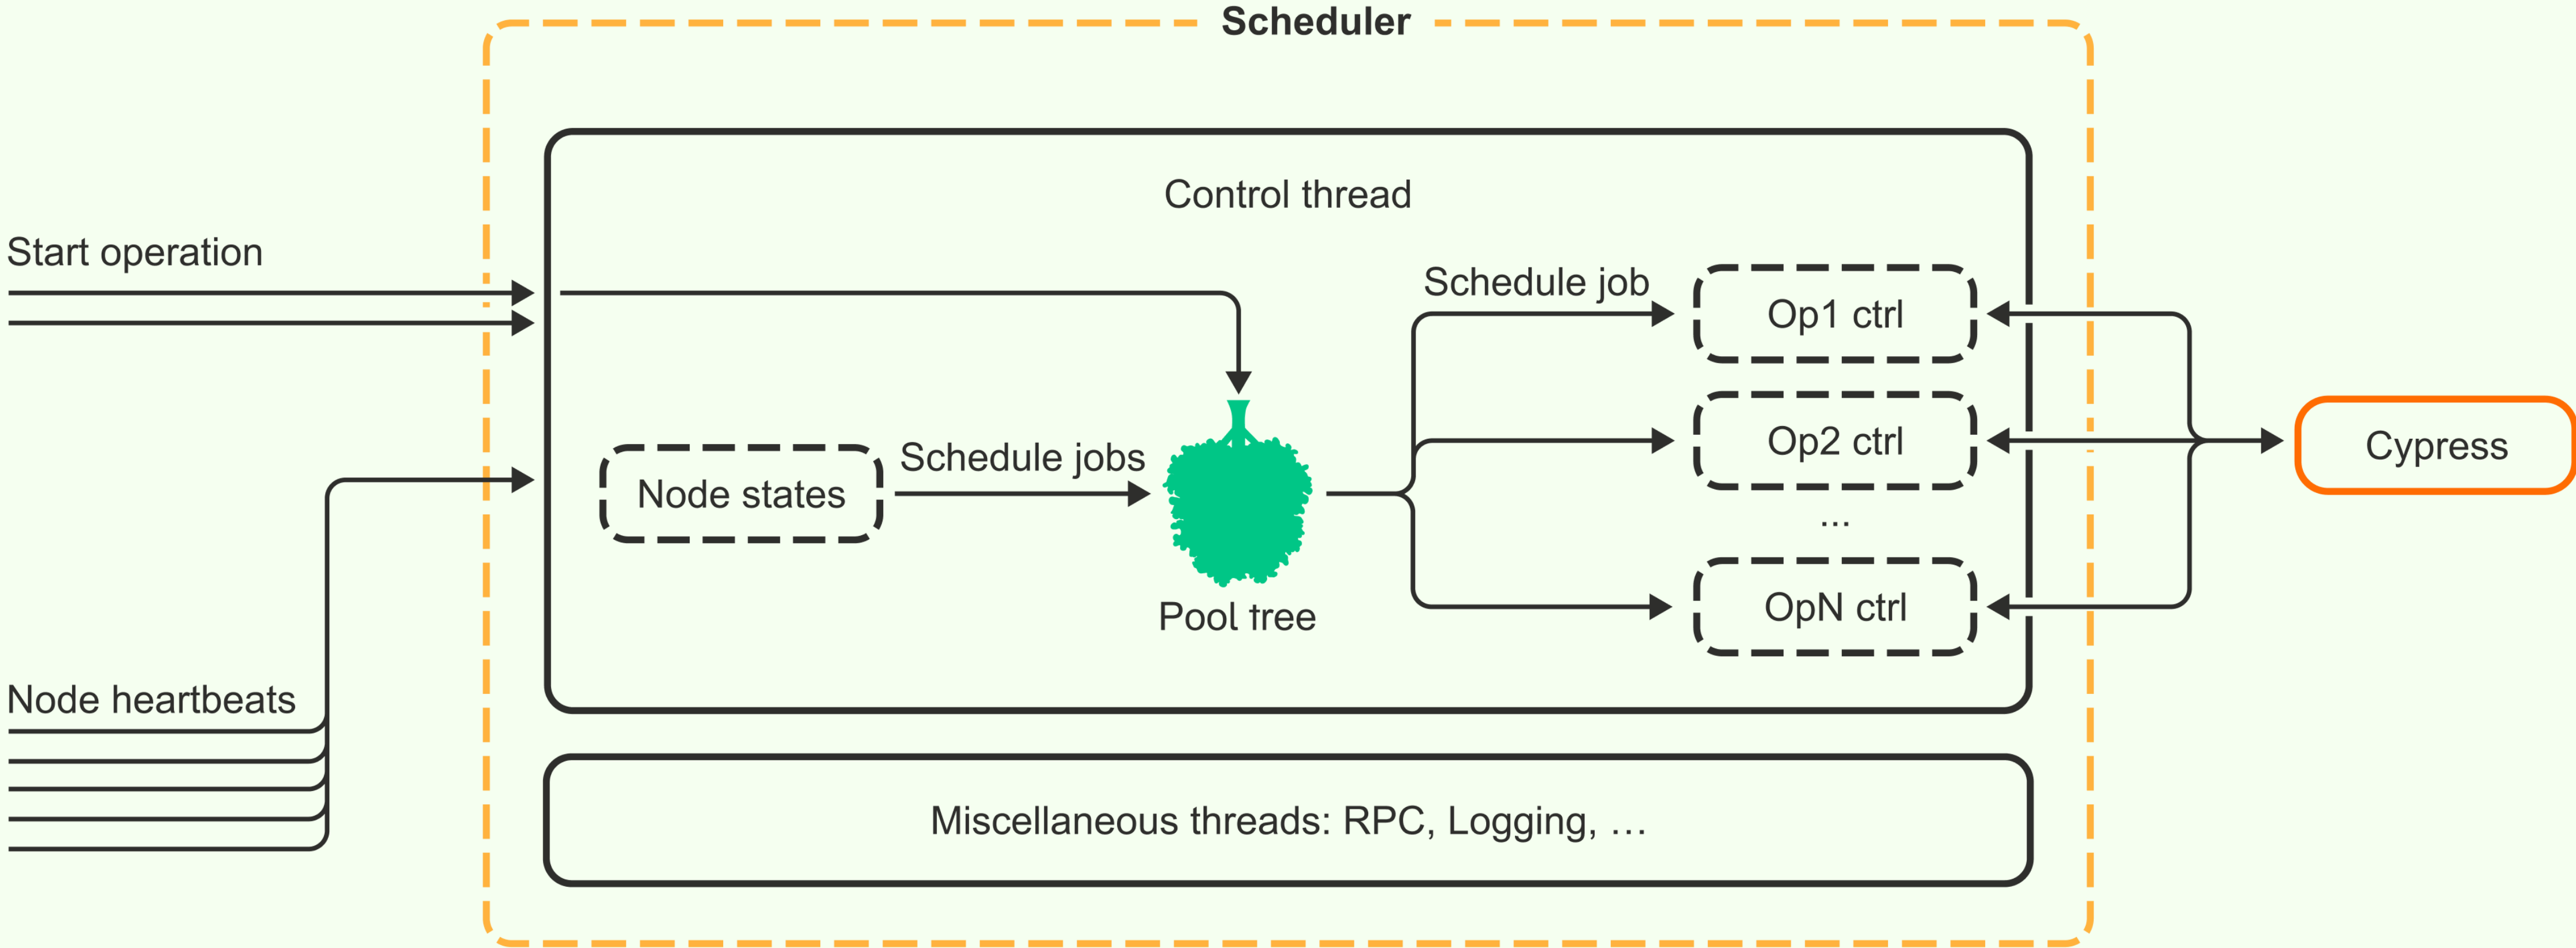 Scheduler
Control thread
Start operation
Schedule job
Op1 ctrl
Op2 ctrl
...
OpN ctrl
Cypress
Node states
Schedule jobs
Pool tree
Node heartbeats
Miscellaneous threads: RPC, Logging, …